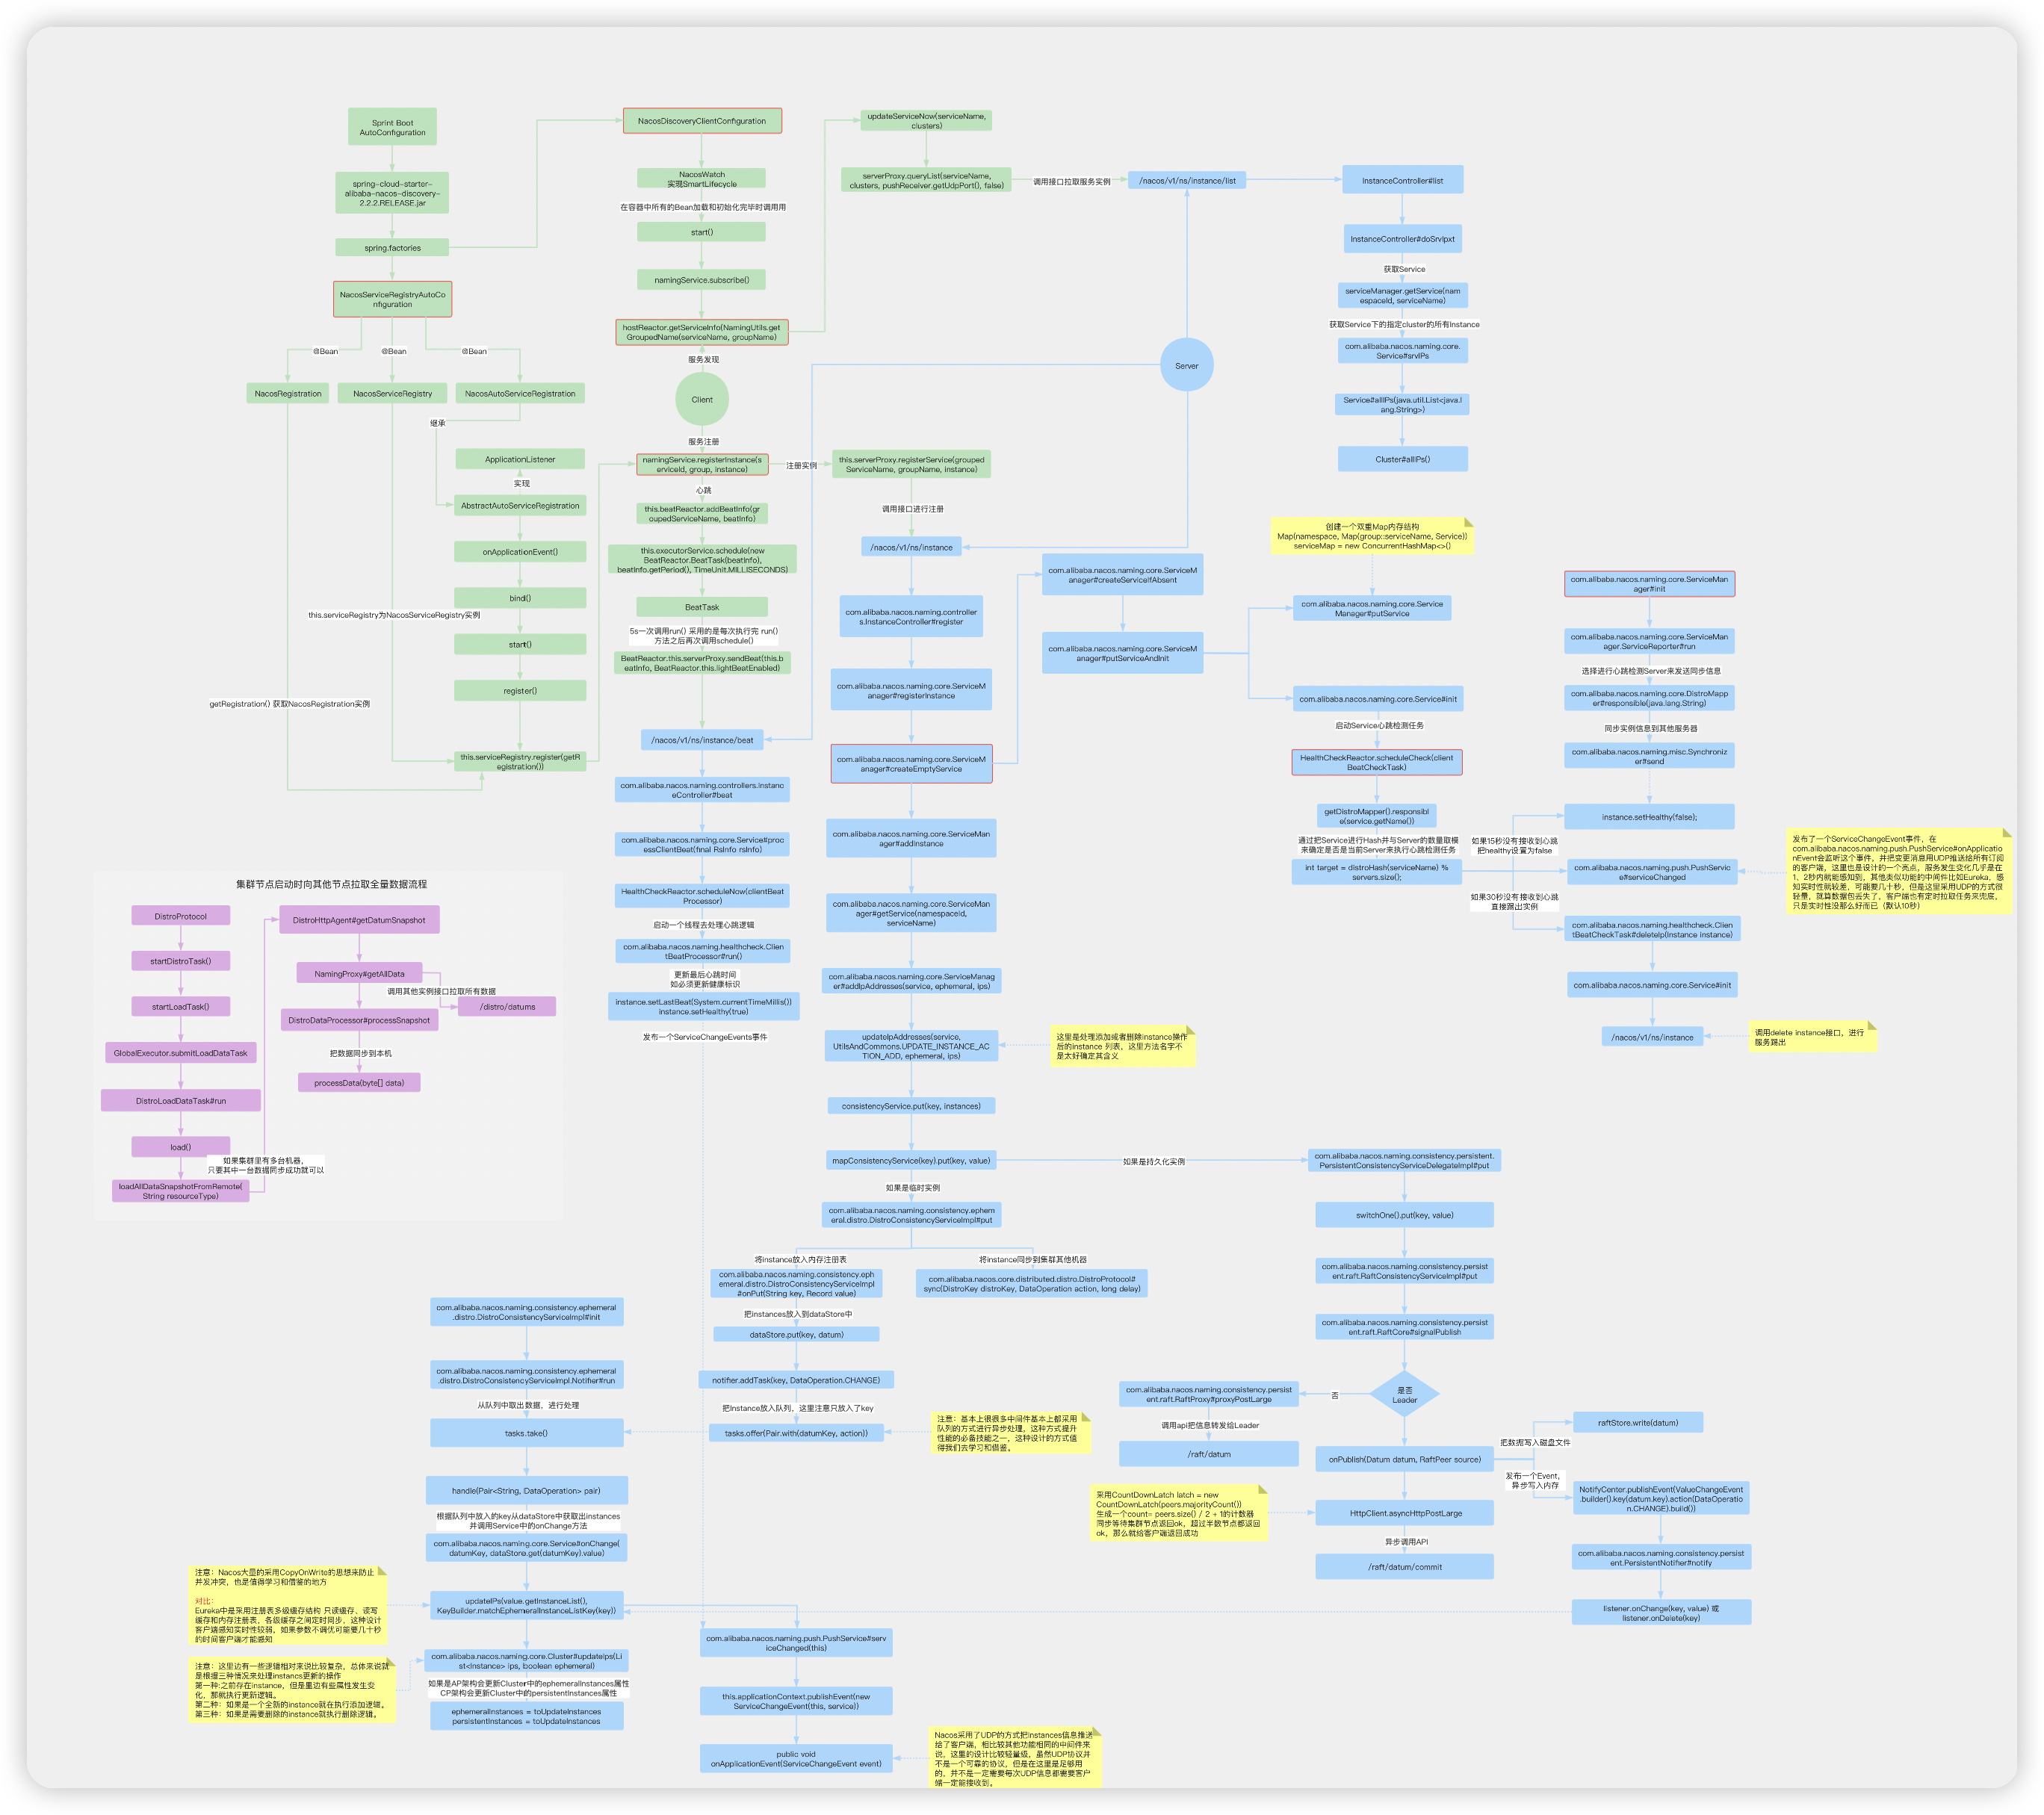 Sprint Boot
AutoConfiguration
spring-cloud-starter-
alibaba-nacos-discovery-
2.2.2.RELEASE.jar
spring.factories
NacosServiceRegistryAutoCo
nfiguration
@Bean
@Bean
@Bean
NacosRegistration
NacosServiceRegistry
NacosAutoServiceRegistration
继承
ApplicationListener
实现
AbstractAutoServiceRegistration
onApplicationEvent()
bind()
this.serviceRegistry为NacosServiceRegistry实例
start()
register()
getRegistration() 获取NacosRegistration实例
this.serviceRegistry.register(getR
egistration())
NacosDiscoveryClientConfiguration
NacosWatch
实现SmartLifecycle
在容器中所有的Bean加载和初始化完毕时调用用
start()
namingService.subscribe()
hostReactor.getServiceInfo(NamingUtils.get
GroupedName(serviceName, groupName)
服务发现
Client
服务注册
namingService.registerInstance(s
erviceId, group, instance)
注册实例
心跳
this.beatReactor.addBeatInfo(gr
oupedServiceName, beatInfo)
this.executorService.schedule(new
BeatReactor.BeatTask(beatInfo),
beatInfo.getPeriod(), TimeUnit.MILLISECONDS)
BeatTask
5s一次调用run() 采用的是每次执行完 run()
方法之后再次调用schedule()
BeatReactor.this.serverProxy.sendBeat(this.b
eatInfo, BeatReactor.this.lightBeatEnabled)
/nacos/v1/ns/instance/beat
com.alibaba.nacos.naming.controllers.Instanc
eController#beat
com.alibaba.nacos.naming.core.Service#proc
essClientBeat(final RsInfo rsInfo)
HealthCheckReactor.scheduleNow(clientBeat
Processor)
启动一个线程去处理心跳逻辑
com.alibaba.nacos.naming.healthcheck.Clie
ntBeatProcessor#run()
更新最后心跳时间
如必须更新健康标识
instance.setLastBeat(System.currentTimeMillis())
instance.setHealthy(true)
发布一个ServiceChangeEvents事件
updateServiceNow(serviceName,
clusters)
serverProxy.queryList(serviceName,
clusters, pushReceiver.getUdpPort(), false)
调用接口拉取服务实例
/nacos/v1/ns/instance/list
Server
InstanceController#list
InstanceController#doSrvIpxt
获取Service
serviceManager.getService(nam
espaceId, serviceName)
获取Service下的指定cluster的所有Instance
com.alibaba.nacos.naming.core.
Service#srvIPs
Service#allIPs(java.util.List<java.l
ang.String>)
Cluster#allIPs()
this.serverProxy.registerService(grouped
ServiceName, groupName, instance)
调用接口进行注册
/nacos/v1/ns/instance
com.alibaba.nacos.naming.controller
s.InstanceController#register
com.alibaba.nacos.naming.core.ServiceM
anager#registerInstance
com.alibaba.nacos.naming.core.ServiceM
anager#createEmptyService
com.alibaba.nacos.naming.core.ServiceM
anager#createServiceIfAbsent
com.alibaba.nacos.naming.core.ServiceM
anager#putServiceAndInit
创建一个双重Map内存结构
Map(namespace, Map(group::serviceName, Service))
serviceMap = new ConcurrentHashMap<>()
com.alibaba.nacos.naming.core.Service
Manager#putService
com.alibaba.nacos.naming.core.Service#init
启动Service心跳检测任务
HealthCheckReactor.scheduleCheck(client
BeatCheckTask)
getDistroMapper().responsibl
e(service.getName())
通过把Service进行Hash并与Server的数量取模
来确定是否是当前Server来执行心跳检测任务
int target = distroHash(serviceName) %
servers.size();
如果15秒没有接收到心跳
把healthy设置为false
如果30秒没有接收到心跳
直接踢出实例
com.alibaba.nacos.naming.core.ServiceMan
ager#init
com.alibaba.nacos.naming.core.ServiceMan
ager.ServiceReporter#run
选择进行心跳检测Server来发送同步信息
com.alibaba.nacos.naming.core.DistroMapp
er#responsible(java.lang.String)
同步实例信息到其他服务器
com.alibaba.nacos.naming.misc.Synchroniz
er#send
instance.setHealthy(false);
com.alibaba.nacos.naming.push.PushServic
e#serviceChanged
com.alibaba.nacos.naming.healthcheck.Clien
tBeatCheckTask#deleteIp(Instance instance)
com.alibaba.nacos.naming.core.Service#init
/nacos/v1/ns/instance
调用delete instance接口，进行
服务踢出
发布了一个ServiceChangeEvent事件，在
com.alibaba.nacos.naming.push.PushService#onApplicatio
nEvent会监听这个事件，并把变更消息用UDP推送给所有订阅
的客户端，这里也是设计的一个亮点，服务发生变化几乎是在
1、2秒内就能感知到，其他类似功能的中间件比如Eureka，感
知实时性就较差，可能要几十秒，但是这里采用UDP的方式很
轻量，就算数据包丢失了，客户端也有定时拉取任务来兜底，
只是实时性没那么好而已（默认10秒）
com.alibaba.nacos.naming.core.ServiceMan
ager#addInstance
com.alibaba.nacos.naming.core.ServiceMan
ager#getService(namespaceId,
serviceName)
com.alibaba.nacos.naming.core.ServiceManag
er#addIpAddresses(service, ephemeral, ips)
updateIpAddresses(service,
UtilsAndCommons.UPDATE_INSTANCE_AC
TION_ADD, ephemeral, ips)
这里是处理添加或者删除instance操作
后的instance 列表，这里方法名字不
是太好确定其含义
consistencyService.put(key, instances)
mapConsistencyService(key).put(key, value)
如果是持久化实例
如果是临时实例
com.alibaba.nacos.naming.consistency.ephem
eral.distro.DistroConsistencyServiceImpl#put
将instance放入内存注册表
将instance同步到集群其他机器
com.alibaba.nacos.naming.consistency.eph
emeral.distro.DistroConsistencyServiceImpl
#onPut(String key, Record value)
com.alibaba.nacos.core.distributed.distro.DistroProtocol#
sync(DistroKey distroKey, DataOperation action, long delay)
把instances放入到dataStore中
dataStore.put(key, datum)
notifier.addTask(key, DataOperation.CHANGE)
把Instance放入队列，这里注意只放入了key
tasks.offer(Pair.with(datumKey, action))
注意：基本上很很多中间件基本上都采用
队列的方式进行异步处理，这种方式提升
性能的必备技能之一，这种设计的方式值
得我们去学习和借鉴。
集群节点启动时向其他节点拉取全量数据流程
DistroProtocol
startDistroTask()
startLoadTask()
GlobalExecutor.submitLoadDataTask
DistroLoadDataTask#run
load()
如果集群里有多台机器，
只要其中一台数据同步成功就可以
loadAllDataSnapshotFromRemote(
String resourceType)
DistroHttpAgent#getDatumSnapshot
NamingProxy#getAllData
调用其他实例接口拉取所有数据
/distro/datums
DistroDataProcessor#processSnapshot
把数据同步到本机
processData(byte[] data)
com.alibaba.nacos.naming.consistency.ephemeral
.distro.DistroConsistencyServiceImpl#init
com.alibaba.nacos.naming.consistency.ephemeral
.distro.DistroConsistencyServiceImpl.Notifier#run
从队列中取出数据，进行处理
tasks.take()
handle(Pair<String, DataOperation> pair)
根据队列中放入的key从dataStore中获取出instances
并调用Service中的onChange方法
com.alibaba.nacos.naming.core.Service#onChange(
datumKey, dataStore.get(datumKey).value)
updateIPs(value.getInstanceList(),
KeyBuilder.matchEphemeralInstanceListKey(key))
com.alibaba.nacos.naming.core.Cluster#updateIps(Li
st<Instance> ips, boolean ephemeral)
如果是AP架构会更新Cluster中的ephemeralInstances属性
CP架构会更新Cluster中的persistentInstances属性
ephemeralInstances = toUpdateInstances
persistentInstances = toUpdateInstances
注意：Nacos大量的采用CopyOnWrite的思想来防止
并发冲突，也是值得学习和借鉴的地方
对比：
Eureka中是采用注册表多级缓存结构 只读缓存、读写
缓存和内存注册表，各级缓存之间定时同步，这种设计
客户端感知实时性较弱，如果参数不调优可能要几十秒
的时间客户端才能感知
注意：这里边有一些逻辑相对来说比较复杂，总体来说就
是根据三种情况来处理instancs更新的操作
第一种:之前存在instance，但是里边有些属性发生变
化，那就执行更新逻辑。
第二种：如果是一个全新的instance就在执行添加逻辑。
第三种：如果是需要删除的instance就执行删除逻辑。
com.alibaba.nacos.naming.push.PushService#serv
iceChanged(this)
this.applicationContext.publishEvent(new
ServiceChangeEvent(this, service))
public void
onApplicationEvent(ServiceChangeEvent event)
Nacos采用了UDP的方式把instances信息推送
给了客户端，相比较其他功能相同的中间件来
说，这里的设计比较轻量级，虽然UDP协议并
不是一个可靠的协议，但是在这里是足够用
的，并不是一定需要每次UDP信息都需要客户
端一定能接收到。
com.alibaba.nacos.naming.consistency.persistent.
PersistentConsistencyServiceDelegateImpl#put
switchOne().put(key, value)
com.alibaba.nacos.naming.consistency.persist
ent.raft.RaftConsistencyServiceImpl#put
com.alibaba.nacos.naming.consistency.persist
ent.raft.RaftCore#signalPublish
是否
Leader
否
com.alibaba.nacos.naming.consistency.persist
ent.raft.RaftProxy#proxyPostLarge
调用api把信息转发给Leader
/raft/datum
onPublish(Datum datum, RaftPeer source)
把数据写入磁盘文件
raftStore.write(datum)
发布一个Event，
异步写入内存
NotifyCenter.publishEvent(ValueChangeEvent
.builder().key(datum.key).action(DataOperatio
n.CHANGE).build())
com.alibaba.nacos.naming.consistency.persist
ent.PersistentNotifier#notify
listener.onChange(key, value) 或
listener.onDelete(key)
采用CountDownLatch latch = new
CountDownLatch(peers.majorityCount())
生成一个count= peers.size() / 2 + 1的计数器
同步等待集群节点返回ok，超过半数节点都返回
ok，那么就给客户端返回成功
HttpClient.asyncHttpPostLarge
异步调用API
/raft/datum/commit